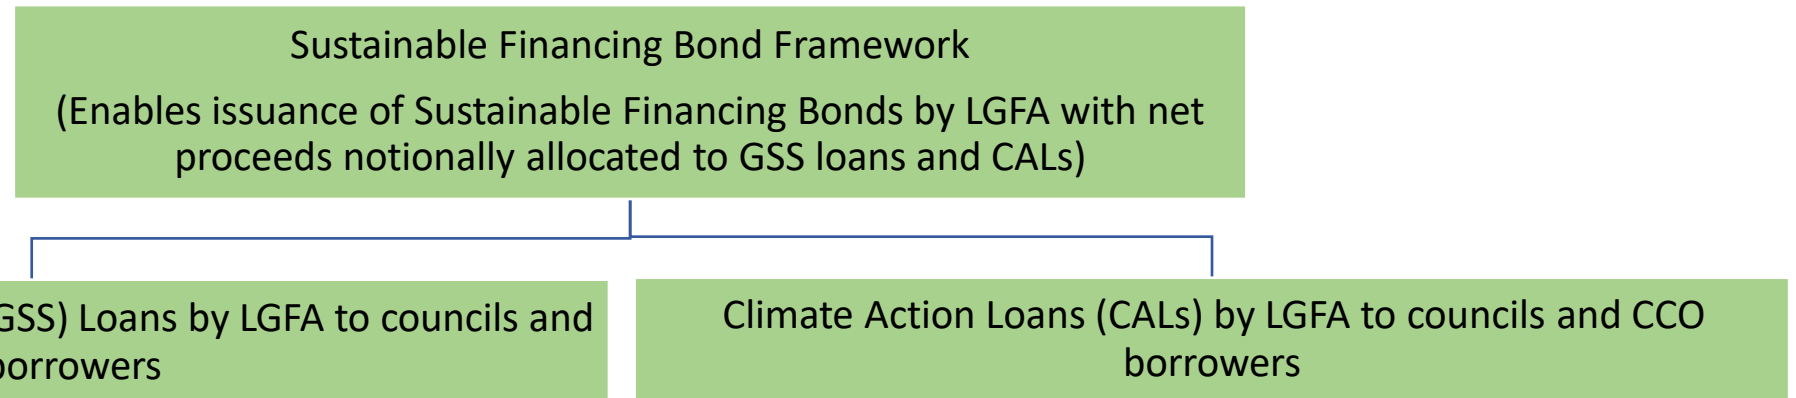 Sustainable Financing Bond Framework
(Enables issuance of Sustainable Financing Bonds by LGFA with net
proceeds notionally allocated to GSS loans and CALs)
GSS) Loans by LGFA to councils and
borrowers
Climate Action Loans (CALs) by LGFA to councils and CCO
borrowers